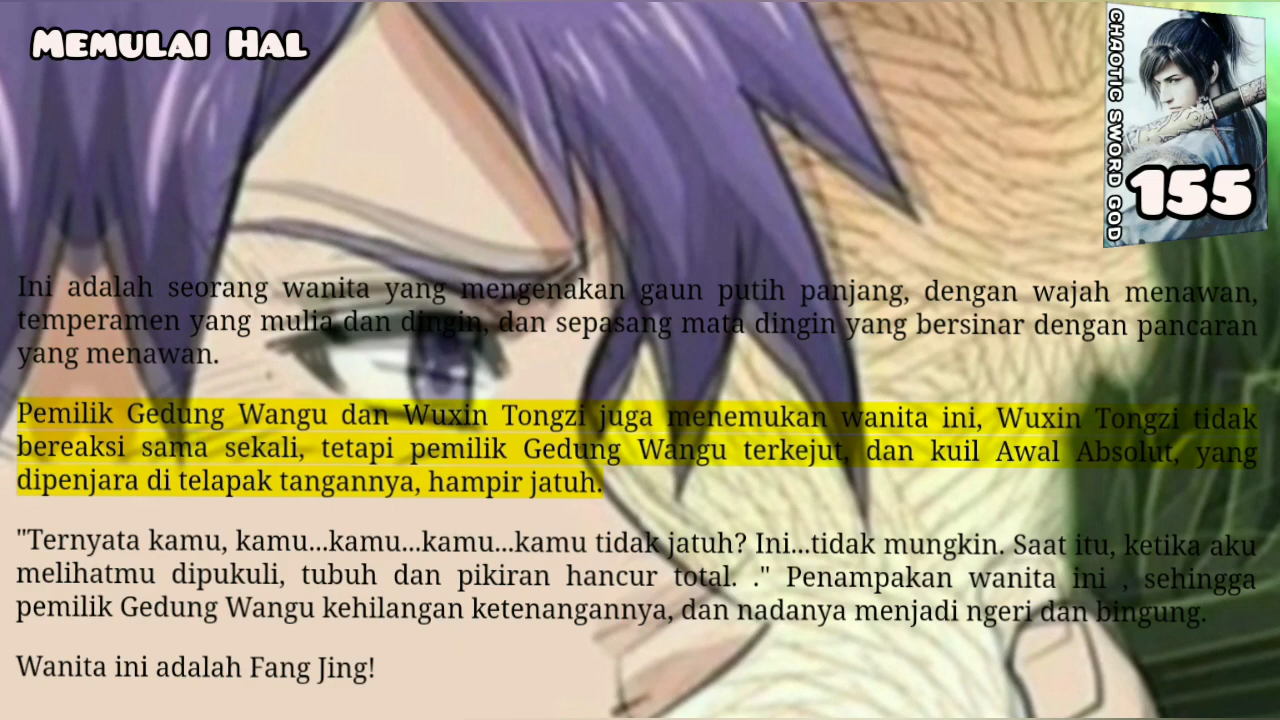 Memulai Hal
CHAOTIC SWORD GOD
155
Ini adalah seorang wanita yang mengenakan gaun putih panjang, dengan wajah menawan,
temperamen yang mulia dan dingin, dan sepasang mata dingin yang bersinar dengan pancaran
yang menawan.
Pemilik Gedung Wangu dan Wuxin Tongzi juga menemukan wanita ini, Wuxin Tongzi tidak
bereaksi sama sekali, tetapi pemilik Gedung Wangu terkejut, dan kuil Awal Absolut, yang
dipenjara di telapak tangannya, hampir jatuh.
"Ternyata kamu, kamu...kamu...kamu...kamu tidak jatuh? Ini...tidak mungkin. Saat itu, ketika aku
melihatmu dipukuli, tubuh dan pikiran hancur total. ." Penampakan wanita ini , sehingga
pemilik Gedung Wangu kehilangan ketenangannya, dan nadanya menjadi ngeri dan bingung.
Wanita ini adalah Fang Jing!